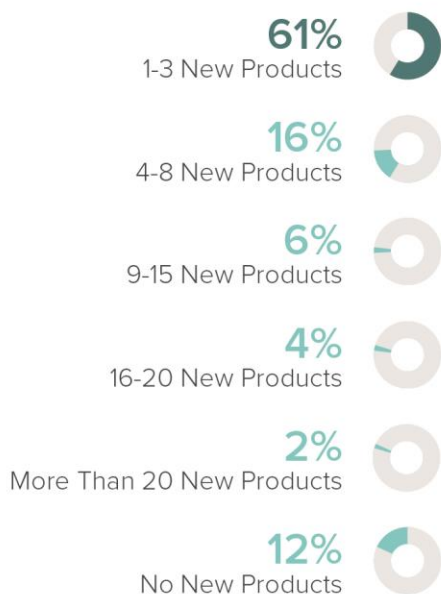 61%
1-3 New Products
16%
4-8 New Products
6%
9-15 New Products
4%
16-20 New Products
2%
More Than 20 New Products
12%
No New Products